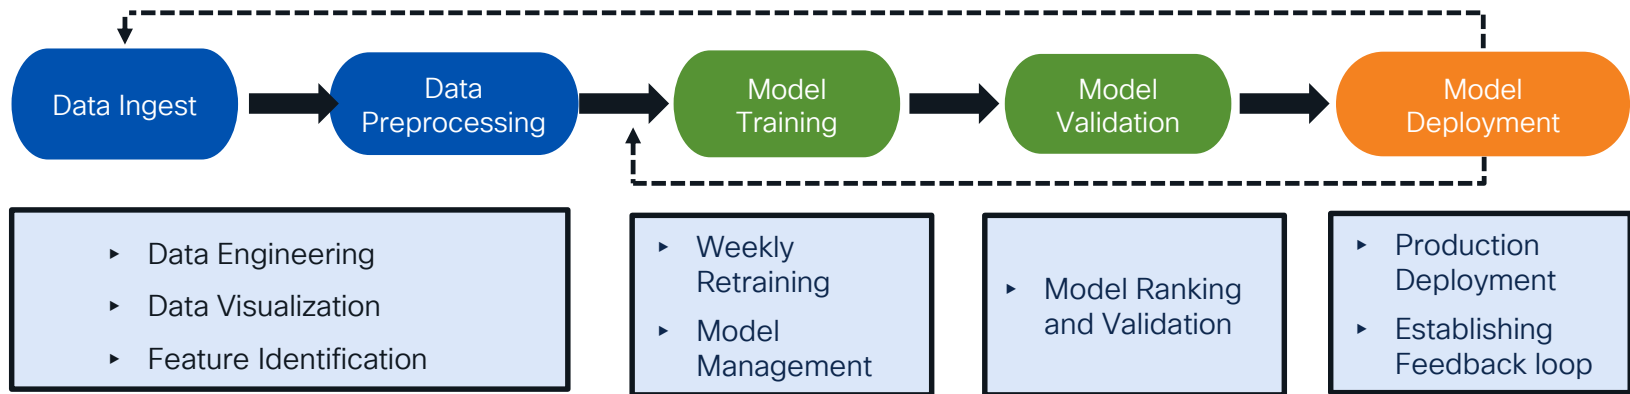 Data Ingest
Data
Preprocessing
Model
Training
Model
Validation
Model
Deployment
‣ Data Engineering
‣ Data Visualization
‣ Feature Identification
‣ Weekly
Retraining
‣ Model
Management
‣ Model Ranking
and Validation
‣ Production
Deployment
‣ Establishing
Feedback loop